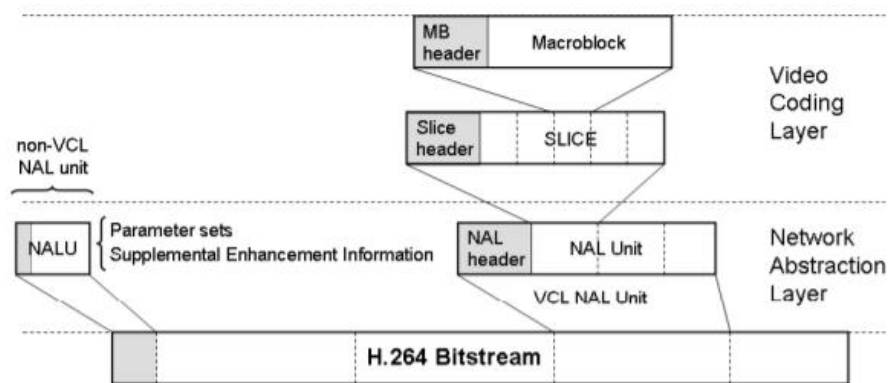 MB
header
Macroblock
Video
Coding
Layer
Slice
header
SLICE
non-VCL
NAL unit
NALU
Parameter sets
Supplemental Enhancement Information
NAL
header
NAL Unit
VCL NAL Unit
Network
Abstraction
Layer
H.264 Bitstream